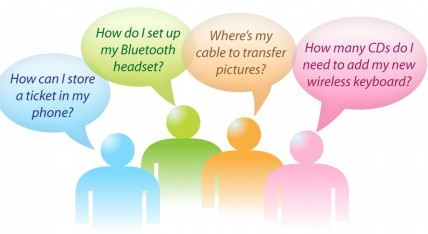 How can I store
a ticket in my
phone?
How do I set up
my Bluetooth
headset?
Where's my
cable to transfer
pictures?
How many CDs do I
need to add my new
wireless keyboard?